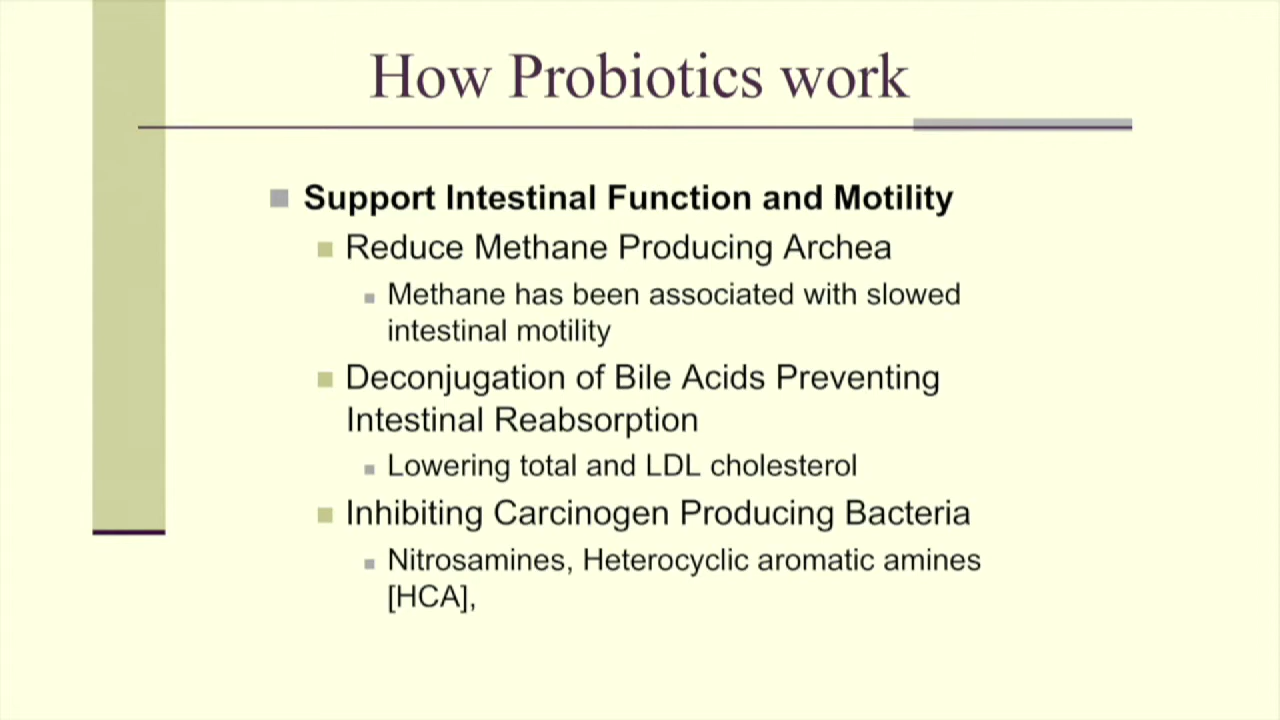 How Probiotics work
Support Intestinal Function and Motility
Reduce Methane Producing Archea
Methane has been associated with slowed
intestinal motility
Deconjugation of Bile Acids Preventing
Intestinal Reabsorption
Lowering total and LDL cholesterol
Inhibiting Carcinogen Producing Bacteria
Nitrosamines, Heterocyclic aromatic amines
[HCA],